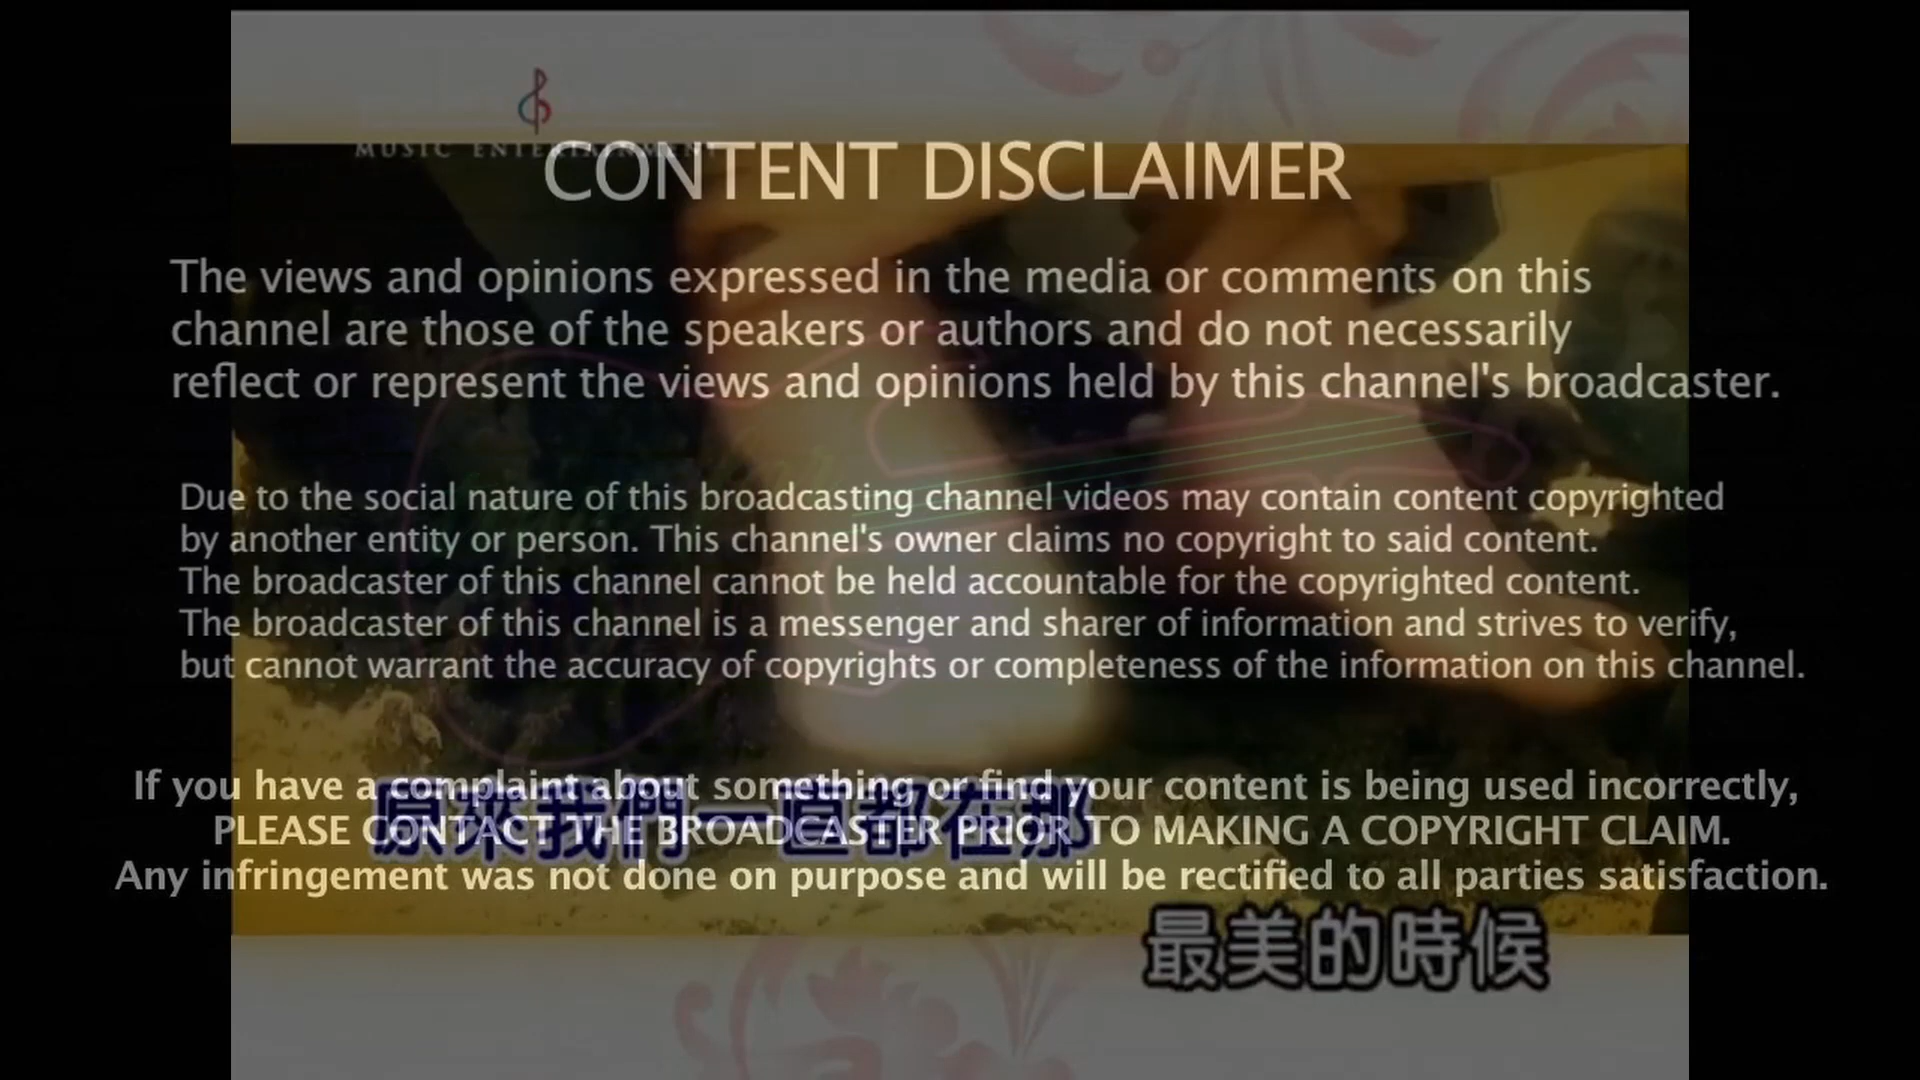 MUSIC ENTERTAINMENT
CONTENT DISCLAIMER
The views and opinions expressed in the media or comments on this
channel are those of the speakers or authors and do not necessarily
reflect or represent the views and opinions held by this channel's broadcaster.
Due to the social nature of this broadcasting channel videos may contain content copyrighted
by another entity or person. This channel's owner claims no copyright to said content.
The broadcaster of this channel cannot be held accountable for the copyrighted content.
The broadcaster of this channel is a messenger and sharer of information and strives to verify,
but cannot warrant the accuracy of copyrights or completeness of the information on this channel.
If you have a complaint about something or find your content is being used incorrectly,
PLEASE CONTACT THE BROADCASTER PRIOR TO MAKING A COPYRIGHT CLAIM.
原來我們一直都在那
Any infringement was not done on purpose and will be rectified to all parties satisfaction.
最美的時候